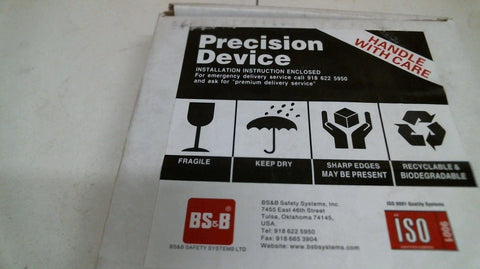 Precision
Device
HANDLE
WITH CARE
INSTALLATION INSTRUCTION ENCLOSED
For emergency delivery service call 918 622 5950
and ask for "premium delivery service"
FRAGILE
KEEP DRY
SHARP EDGES
MAY BE PRESENT
RECYCLABLE &
BIODEGRADABLE
BS&B
BS&B SAFETY SYSTEMS LTD
BS&B Safety Systems, Inc.
7455 East 46th Street
Tulsa, Oklahoma 74145,
USA.
Tel: 918 622 5950
Fax: 918 665 3904
Website: www.bsbsystems.com
ISO 9001 Quality Systems
ISO
9001